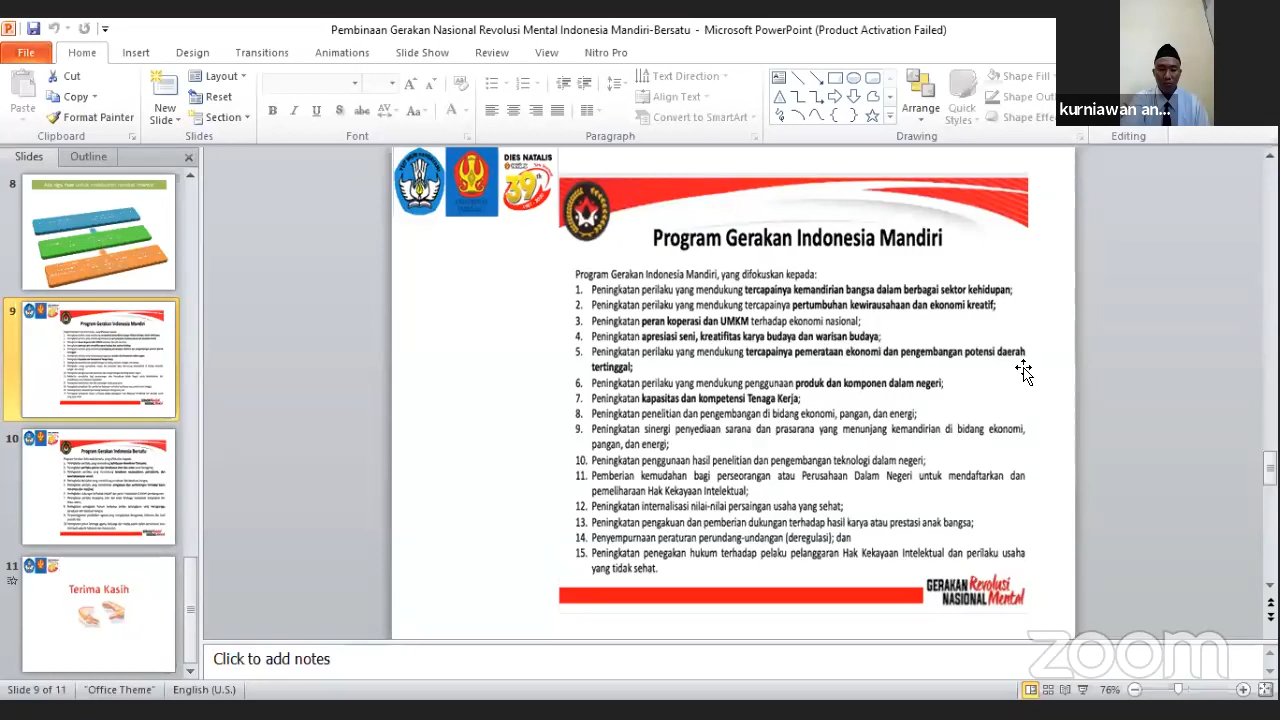 Pembinaan Gerakan Nasional Revolusi Mental Indonesia Mandiri-Bersatu - Microsoft PowerPoint (Product Activation Failed)
File Home Insert Design Transitions Animations Slide Show Review View Nitro Pro
Paste
Cut
Copy
Format Painter
Clipboard
New Slide
Layout
Reset
Section
Slides
Font
Text Direction
Align Text
Convert to SmartArt
Paragraph
Arrange
Quick Styles
Shape Fill
Shape Out
Shape Effe
Drawing
Editing
kurniawan an...
Slides Outline
8
9
Program Gerakan Indonesia Mandiri
10
Program Gerakan Indonesia Bersatu
11
Terima Kasih
DIES NATALIS
39th
Program Gerakan Indonesia Mandiri
Program Gerakan Indonesia Mandiri, yang difokuskan kepada:
1. Peningkatan perilaku yang mendukung tercapainya kemandirian bangsa dalam berbagai sektor kehidupan;
2. Peningkatan perilaku yang mendukung tercapainya pertumbuhan kewirausahaan dan ekonomi kreatif;
3. Peningkatan peran koperasi dan UMKM terhadap ekonomi nasional;
4. Peningkatan apresiasi seni, kreatifitas karya budaya dan warisan budaya;
5. Peningkatan perilaku yang mendukung tercapainya pemerataan ekonomi dan pengembangan potensi daerah
tertinggal;
6. Peningkatan perilaku yang mendukung penggunaan produk dan komponen dalam negeri;
7. Peningkatan kapasitas dan kompetensi Tenaga Kerja;
8. Peningkatan penelitian dan pengembangan di bidang ekonomi, pangan, dan energi;
9. Peningkatan sinergi penyediaan sarana dan prasarana yang menunjang kemandirian di bidang ekonomi,
pangan, dan energi;
10. Peningkatan penggunaan hasil penelitian dan pengembangan teknologi dalam negeri;
11. Pemberian kemudahan bagi perseorangan atau Perusahaan Dalam Negeri untuk mendaftarkan dan
pemeliharaan Hak Kekayaan Intelektual;
12. Peningkatan internalisasi nilai-nilai persaingan usaha yang sehat;
13. Peningkatan pengakuan dan pemberian dukungan terhadap hasil karya atau prestasi anak bangsa;
14. Penyempurnaan peraturan perundang-undangan (deregulasi); dan
15. Peningkatan penegakan hukum terhadap pelaku pelanggaran Hak Kekayaan Intelektual dan perilaku usaha
yang tidak sehat.
GERAKAN Revolusi
NASIONAL Mental
Click to add notes
zoom
Slide 9 of 11 "Office Theme" English (U.S.) 76%